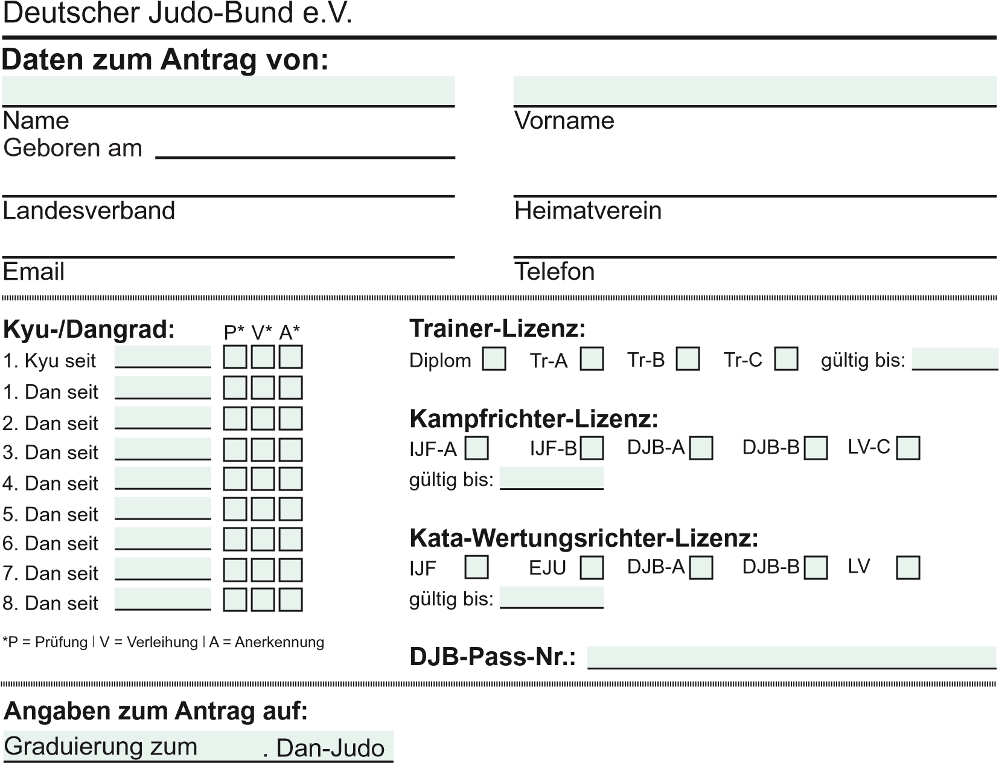 Deutscher Judo-Bund e.V.
Daten zum Antrag von:
Name
Vorname
Geboren am
Landesverband
Heimatverein
Email
Telefon
Kyu-/Dangrad: P* V* A*
1. Kyu seit
1. Dan seit
2. Dan seit
3. Dan seit
4. Dan seit
5. Dan seit
6. Dan seit
7. Dan seit
8. Dan seit
*P = Prüfung | V = Verleihung | A = Anerkennung
Trainer-Lizenz:
Diplom Tr-A Tr-B Tr-C gültig bis:
Kampfrichter-Lizenz:
IJF-A IJF-B DJB-A DJB-B LV-C
gültig bis:
Kata-Wertungsrichter-Lizenz:
IJF EJU DJB-A DJB-B LV
gültig bis:
DJB-Pass-Nr.:
Angaben zum Antrag auf:
Graduierung zum . Dan-Judo